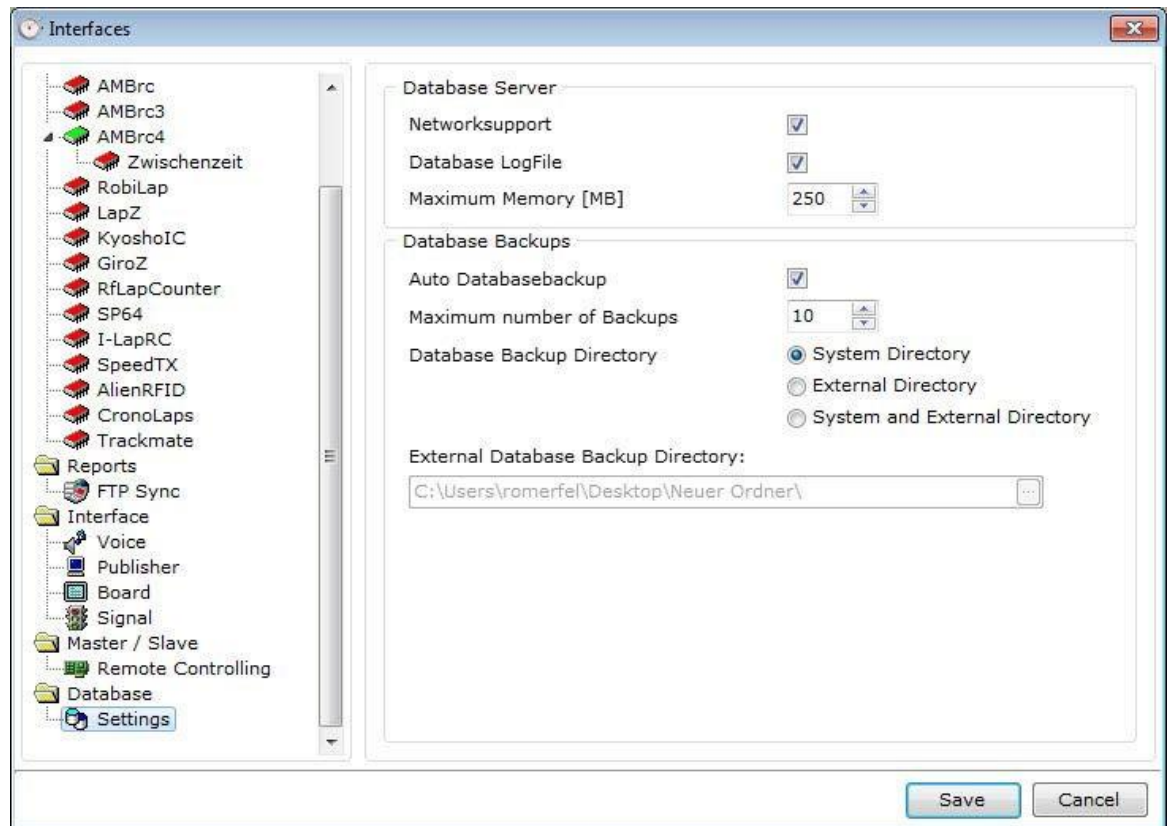 Interfaces
AMBrc
AMBrc3
AMBrc4
Zwischenzeit
RobiLap
LapZ
KyoshoIC
GiroZ
RfLapCounter
SP64
I-LapRC
SpeedTX
AlienRFID
CronoLaps
Trackmate
Reports
FTP Sync
Interface
Voice
Publisher
Board
Signal
Master / Slave
Remote Controlling
Database
Settings
Database Server
Networksupport
Database LogFile
Maximum Memory [MB] 250
Database Backups
Auto Databasebackup
Maximum number of Backups 10
Database Backup Directory System Directory
External Directory
System and External Directory
External Database Backup Directory:
C:\Users\romerfel\Desktop\Neuer Ordner\ ...
Save Cancel